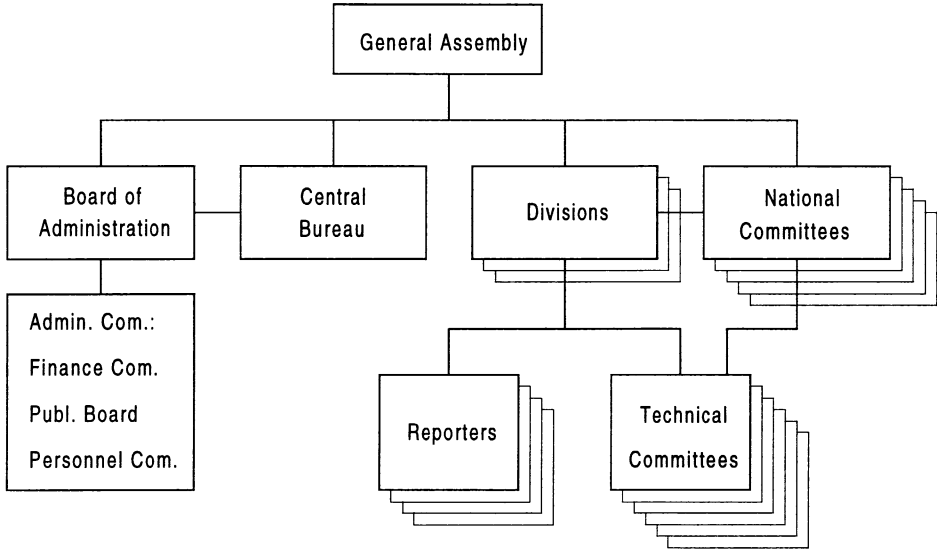 General Assembly
Board of
Administration
Central
Bureau
Divisions
National
Committees
Admin. Com.:
Finance Com.
Publ. Board
Personnel Com.
Reporters
Technical
Committees